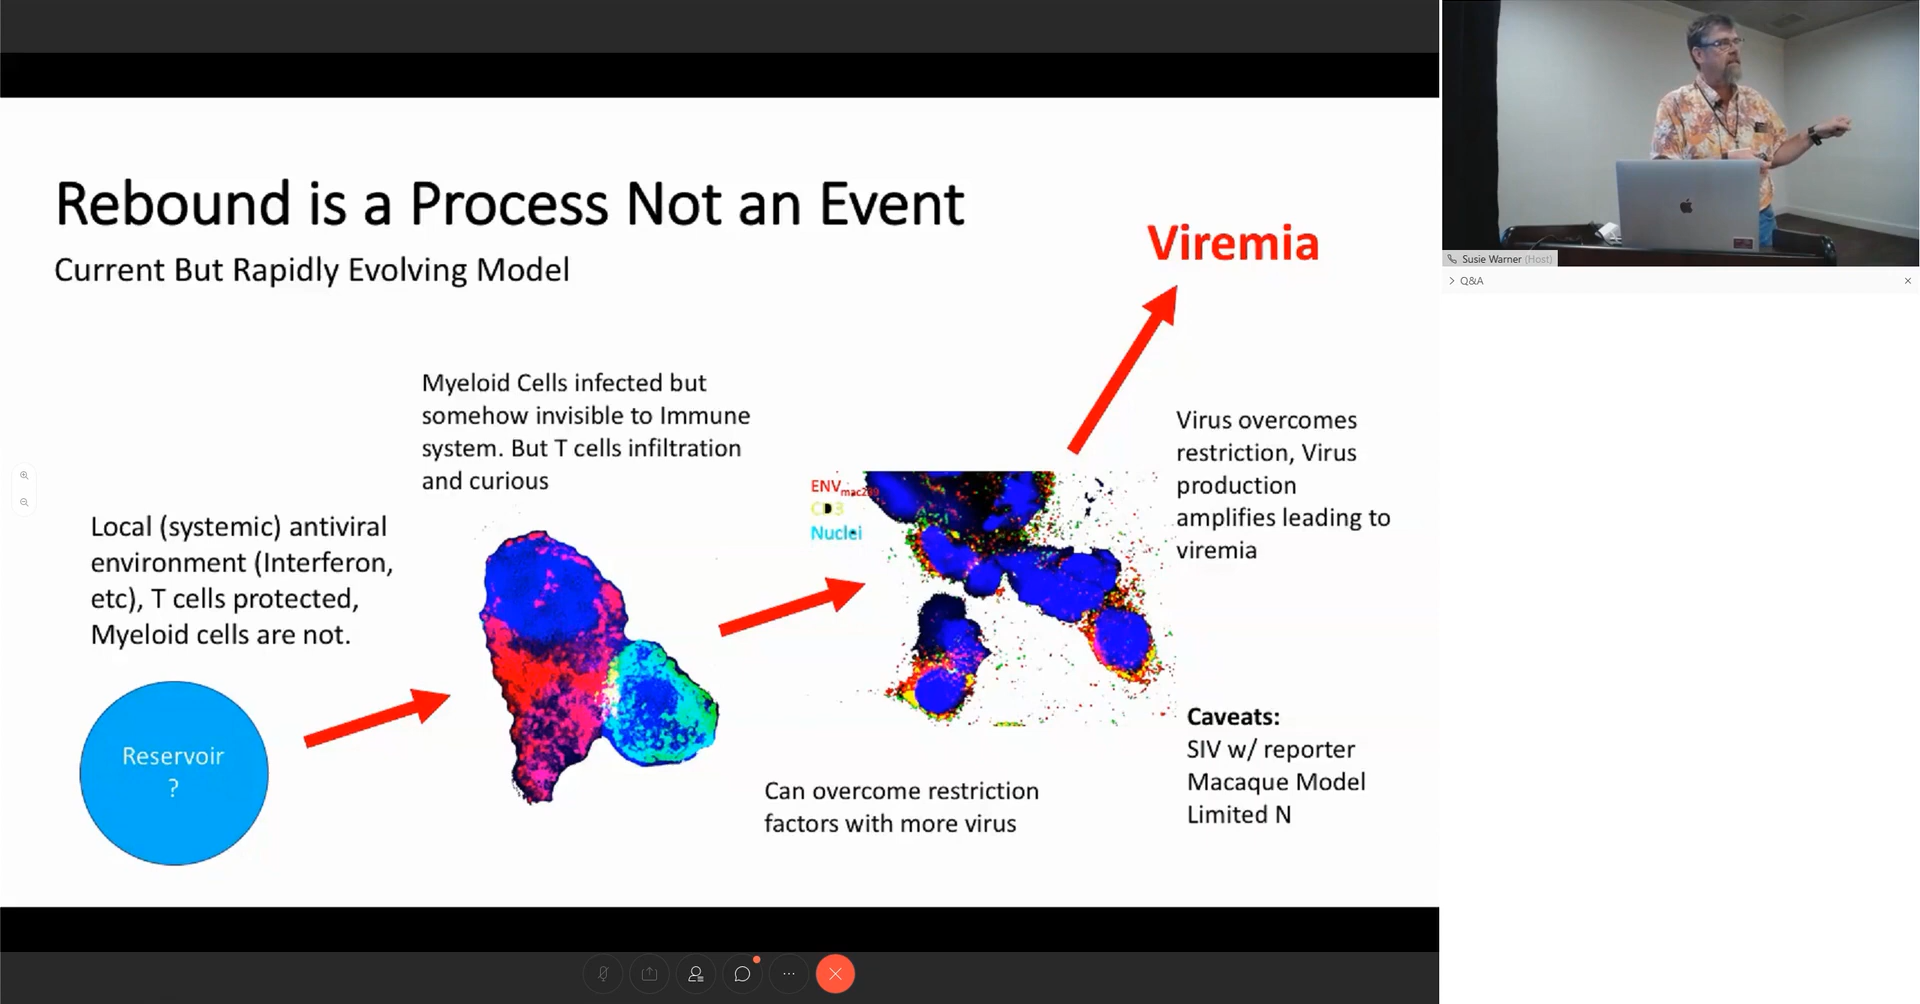 Rebound is a Process Not an Event
Current But Rapidly Evolving Model
Viremia
Myeloid Cells infected but
somehow invisible to Immune
system. But T cells infiltration
and curious
Local (systemic) antiviral
environment (Interferon,
etc), T cells protected,
Myeloid cells are not.
Reservoir
?
ENVmac239
CD3
Nuclei
Can overcome restriction
factors with more virus
Virus overcomes
restriction, Virus
production
amplifies leading to
viremia
Caveats:
SIV w/ reporter
Macaque Model
Limited N
Susie Warner (Host)
Q&A